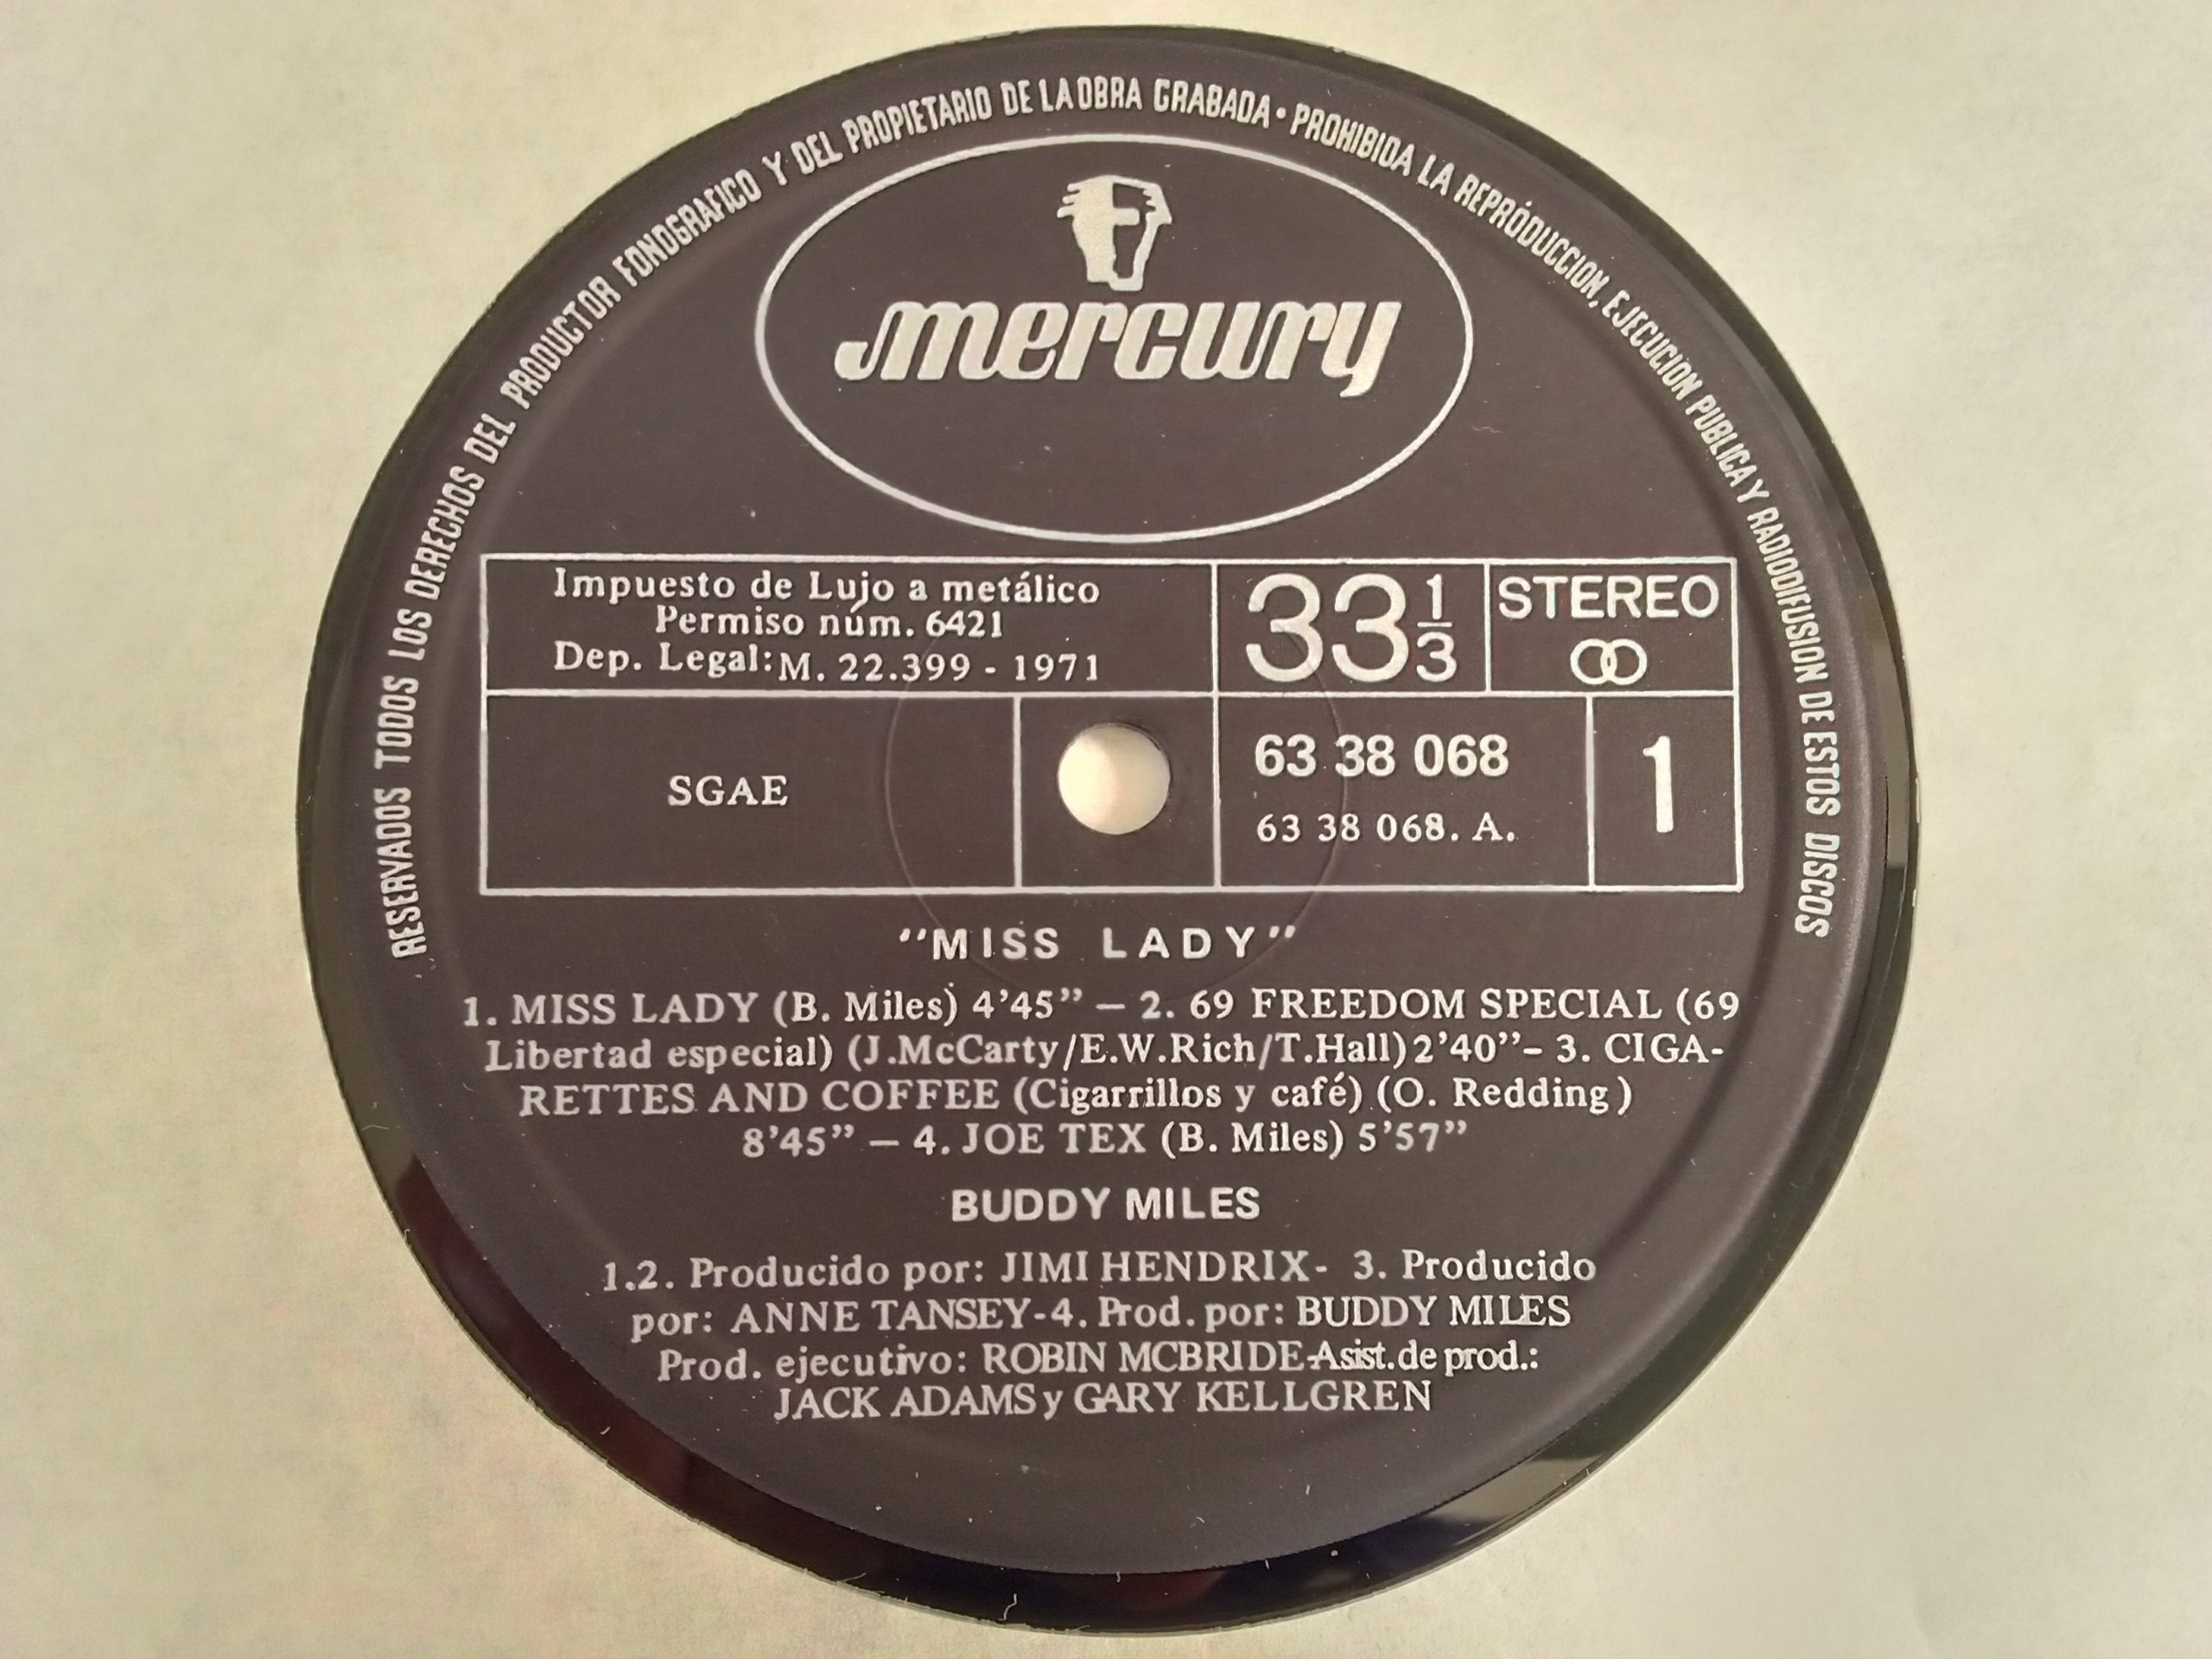 RESERVADOS TODOS LOS DERECHOS DEL PRODUCTOR FONOGRAFICO Y DEL PROPIETARIO DE LA OBRA GRABADA • PROHIBIDA LA REPRÓDUCCION, EJECUCION PUBLICA Y RADIODIFUSION DE ESTOS DISCOS
mercury
Impuesto de Lujo a metálico
Permiso núm. 6421
Dep. Legal: M. 22.399 - 1971
33 1/3
STEREO
SGAE
63 38 068
63 38 068. A.
1
"MISS LADY"
1. MISS LADY (B. Miles) 4'45" — 2. 69 FREEDOM SPECIAL (69
Libertad especial) (J.McCarty/E.W.Rich/T.Hall) 2'40"- 3. CIGA-
RETTES AND COFFEE (Cigarrillos y café) (O. Redding)
8'45" — 4. JOE TEX (B. Miles) 5'57"
BUDDY MILES
1.2. Producido por: JIMI HENDRIX- 3. Producido
por: ANNE TANSEY-4. Prod. por: BUDDY MILES
Prod. ejecutivo: ROBIN MCBRIDE-Asist. de prod.:
JACK ADAMS y GARY KELLGREN